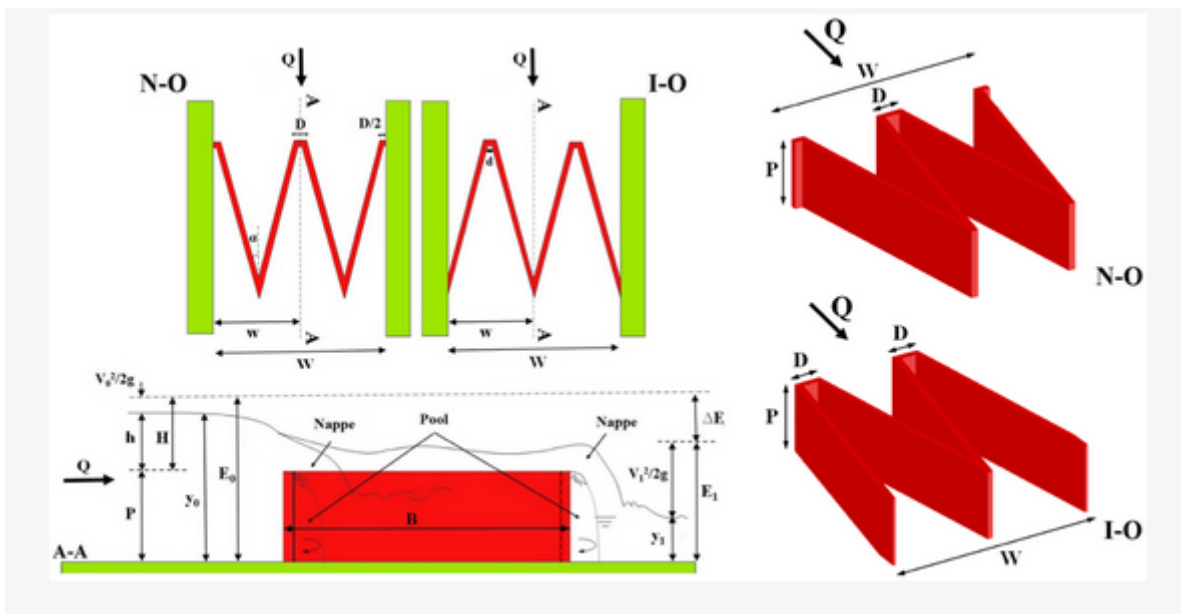 N-O
Q
A
D
D/2
α
w
A
W
Q
I-O
A
d
w
A
W
Q
W
D
P
N-O
Q
D
D
P
I-O
W
V₀²/2g
h
H
Q
P
y₀
E₀
Nappe
Pool
Nappe
ΔE
V₁²/2g
E₁
B
y₁
A-A